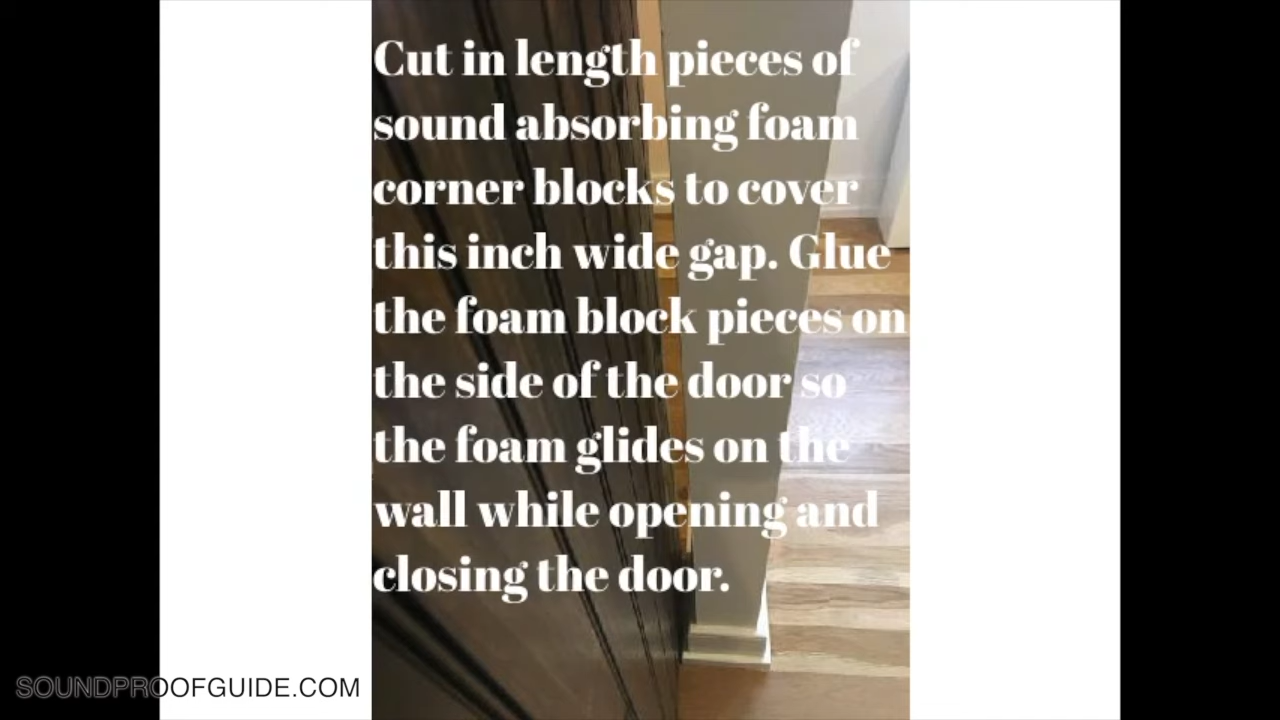 Cut in length pieces of
sound absorbing foam
corner blocks to cover
this inch wide gap. Glue
the foam block pieces on
the side of the door so
the foam glides on the
wall while opening and
closing the door.
SOUNDPROOFGUIDE.COM